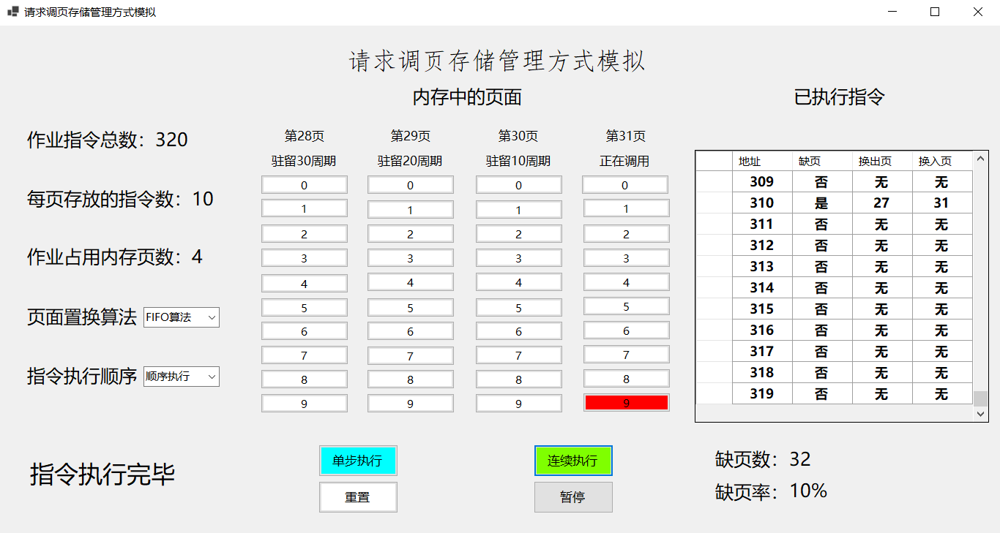 请求调页存储管理方式模拟
请求调页存储管理方式模拟
内存中的页面
已执行指令
作业指令总数：320
每页存放的指令数：10
作业占用内存页数：4
页面置换算法 FIFO算法
指令执行顺序 顺序执行
第28页 第29页 第30页 第31页
驻留30周期 驻留20周期 驻留10周期 正在调用
0 0 0 0
1 1 1 1
2 2 2 2
3 3 3 3
4 4 4 4
5 5 5 5
6 6 6 6
7 7 7 7
8 8 8 8
9 9 9 9
地址 缺页 换出页 换入页
309 否 无 无
310 是 27 31
311 否 无 无
312 否 无 无
313 否 无 无
314 否 无 无
315 否 无 无
316 否 无 无
317 否 无 无
318 否 无 无
319 否 无 无
指令执行完毕
单步执行 连续执行
重置 暂停
缺页数：32
缺页率：10%